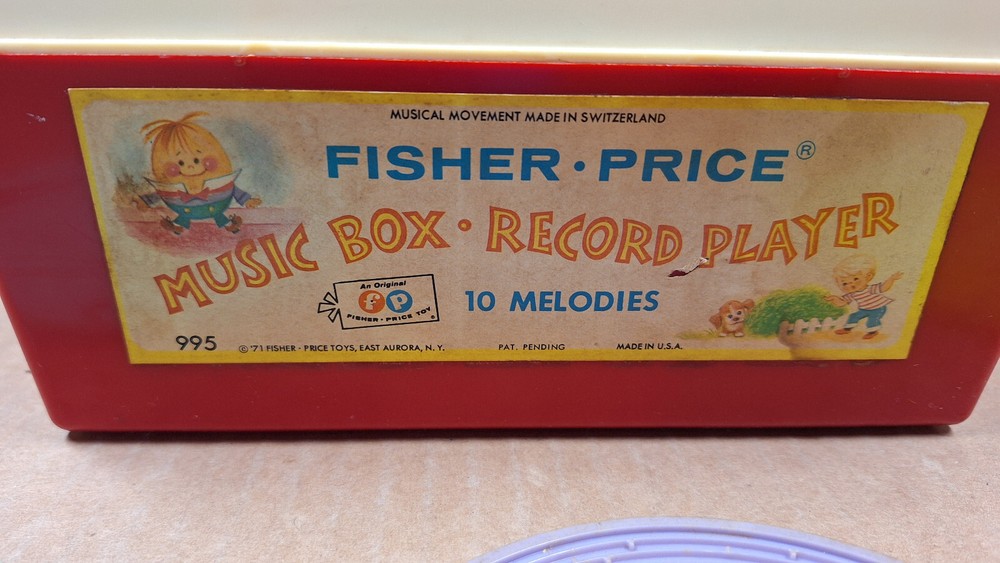 MUSICAL MOVEMENT MADE IN SWITZERLAND
FISHER·PRICE®
MUSIC BOX·RECORD PLAYER
An Original
fp
FISHER·PRICE TOY
10 MELODIES
995
© '71 FISHER-PRICE TOYS, EAST AURORA, N.Y.
PAT. PENDING
MADE IN U.S.A.